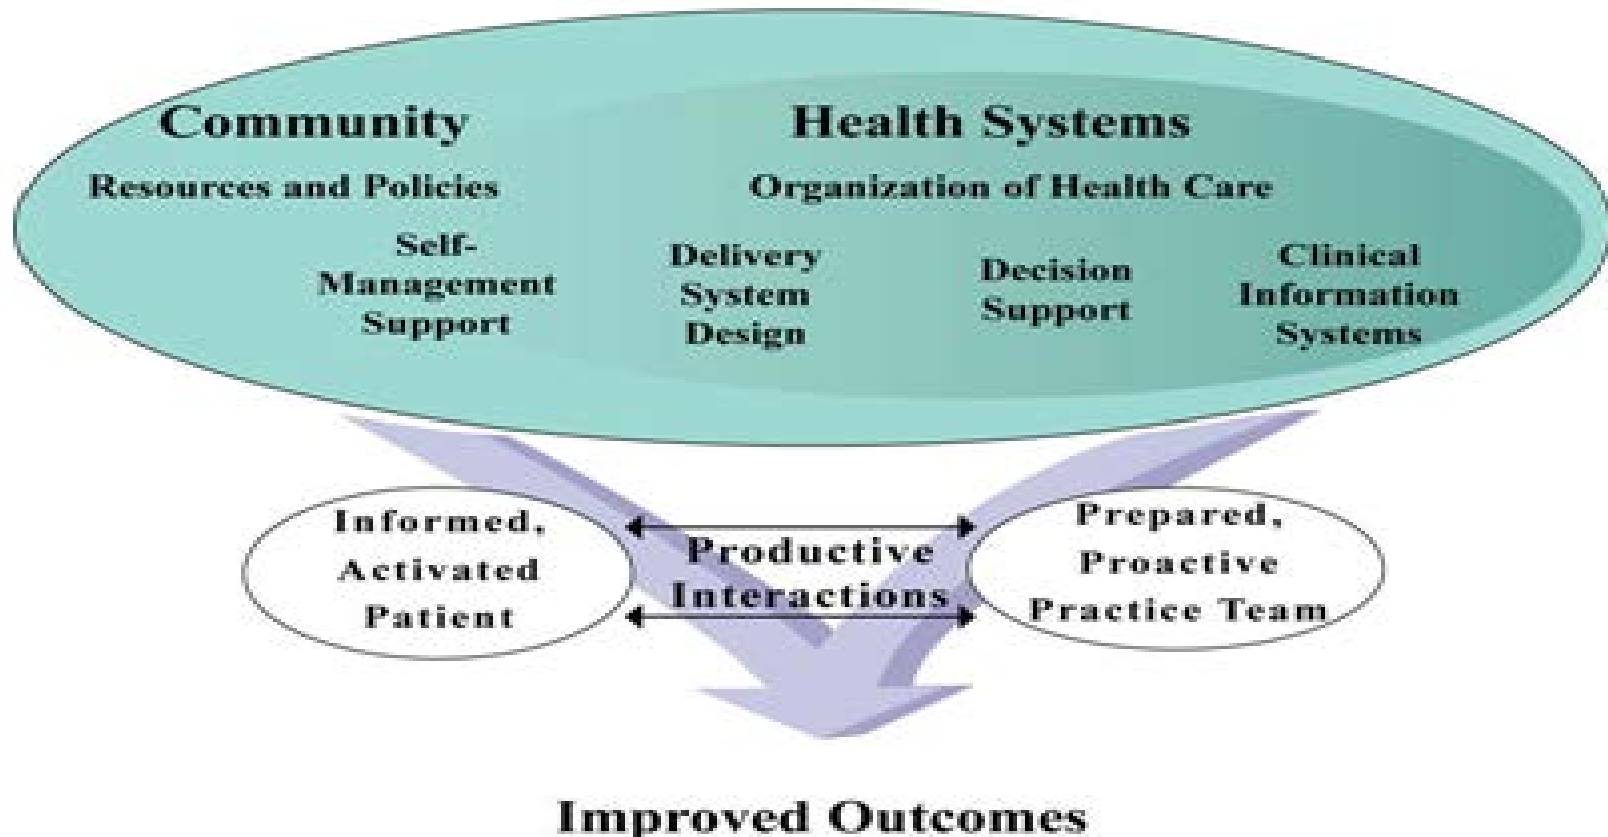 Community
Health Systems
Resources and Policies
Organization of Health Care
Self-
Management
Support
Delivery
System
Design
Decision
Support
Clinical
Information
Systems
Informed,
Activated
Patient
Productive
Interactions
Prepared,
Proactive
Practice Team
Improved Outcomes